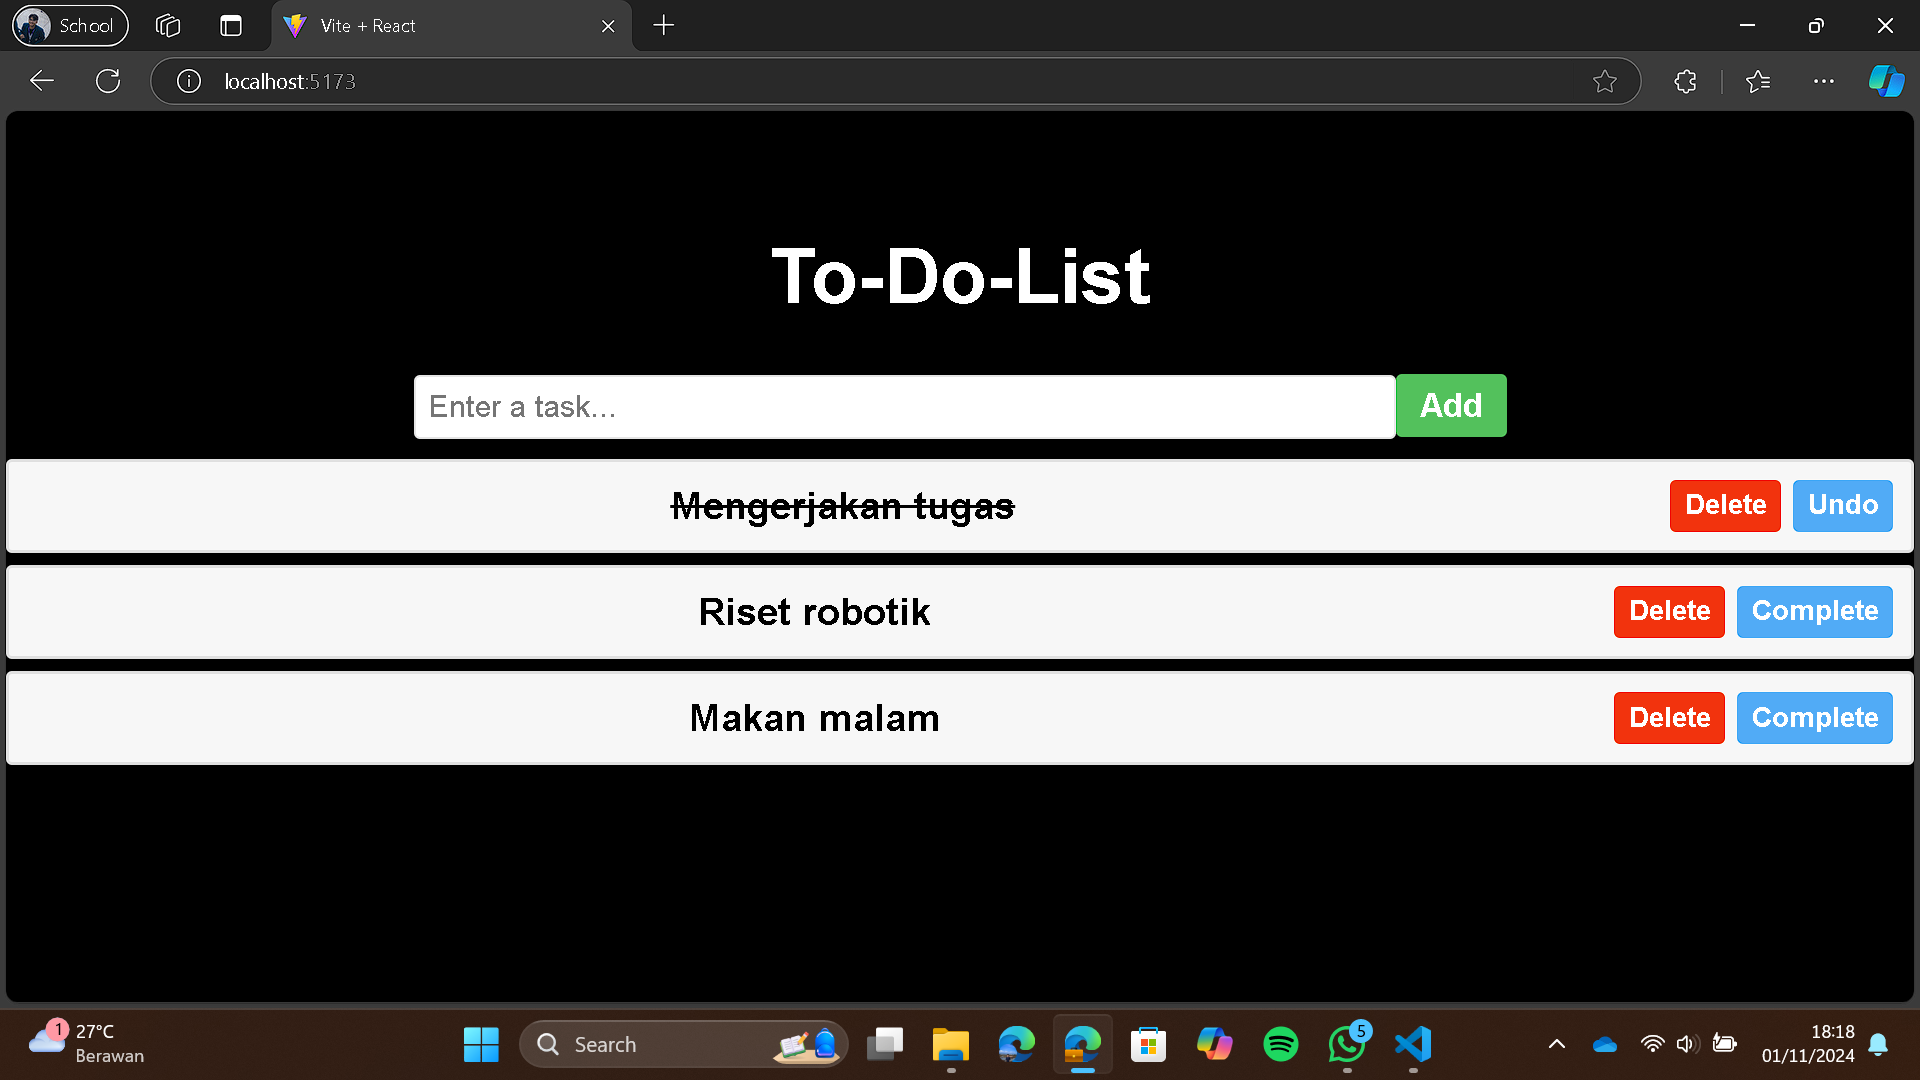 School
Vite + React
localhost:5173
To-Do-List
Enter a task...
Add
Mengerjakan tugas
Delete
Undo
Riset robotik
Delete
Complete
Makan malam
Delete
Complete
1
27°C
Berawan
Search
5
18:18
01/11/2024